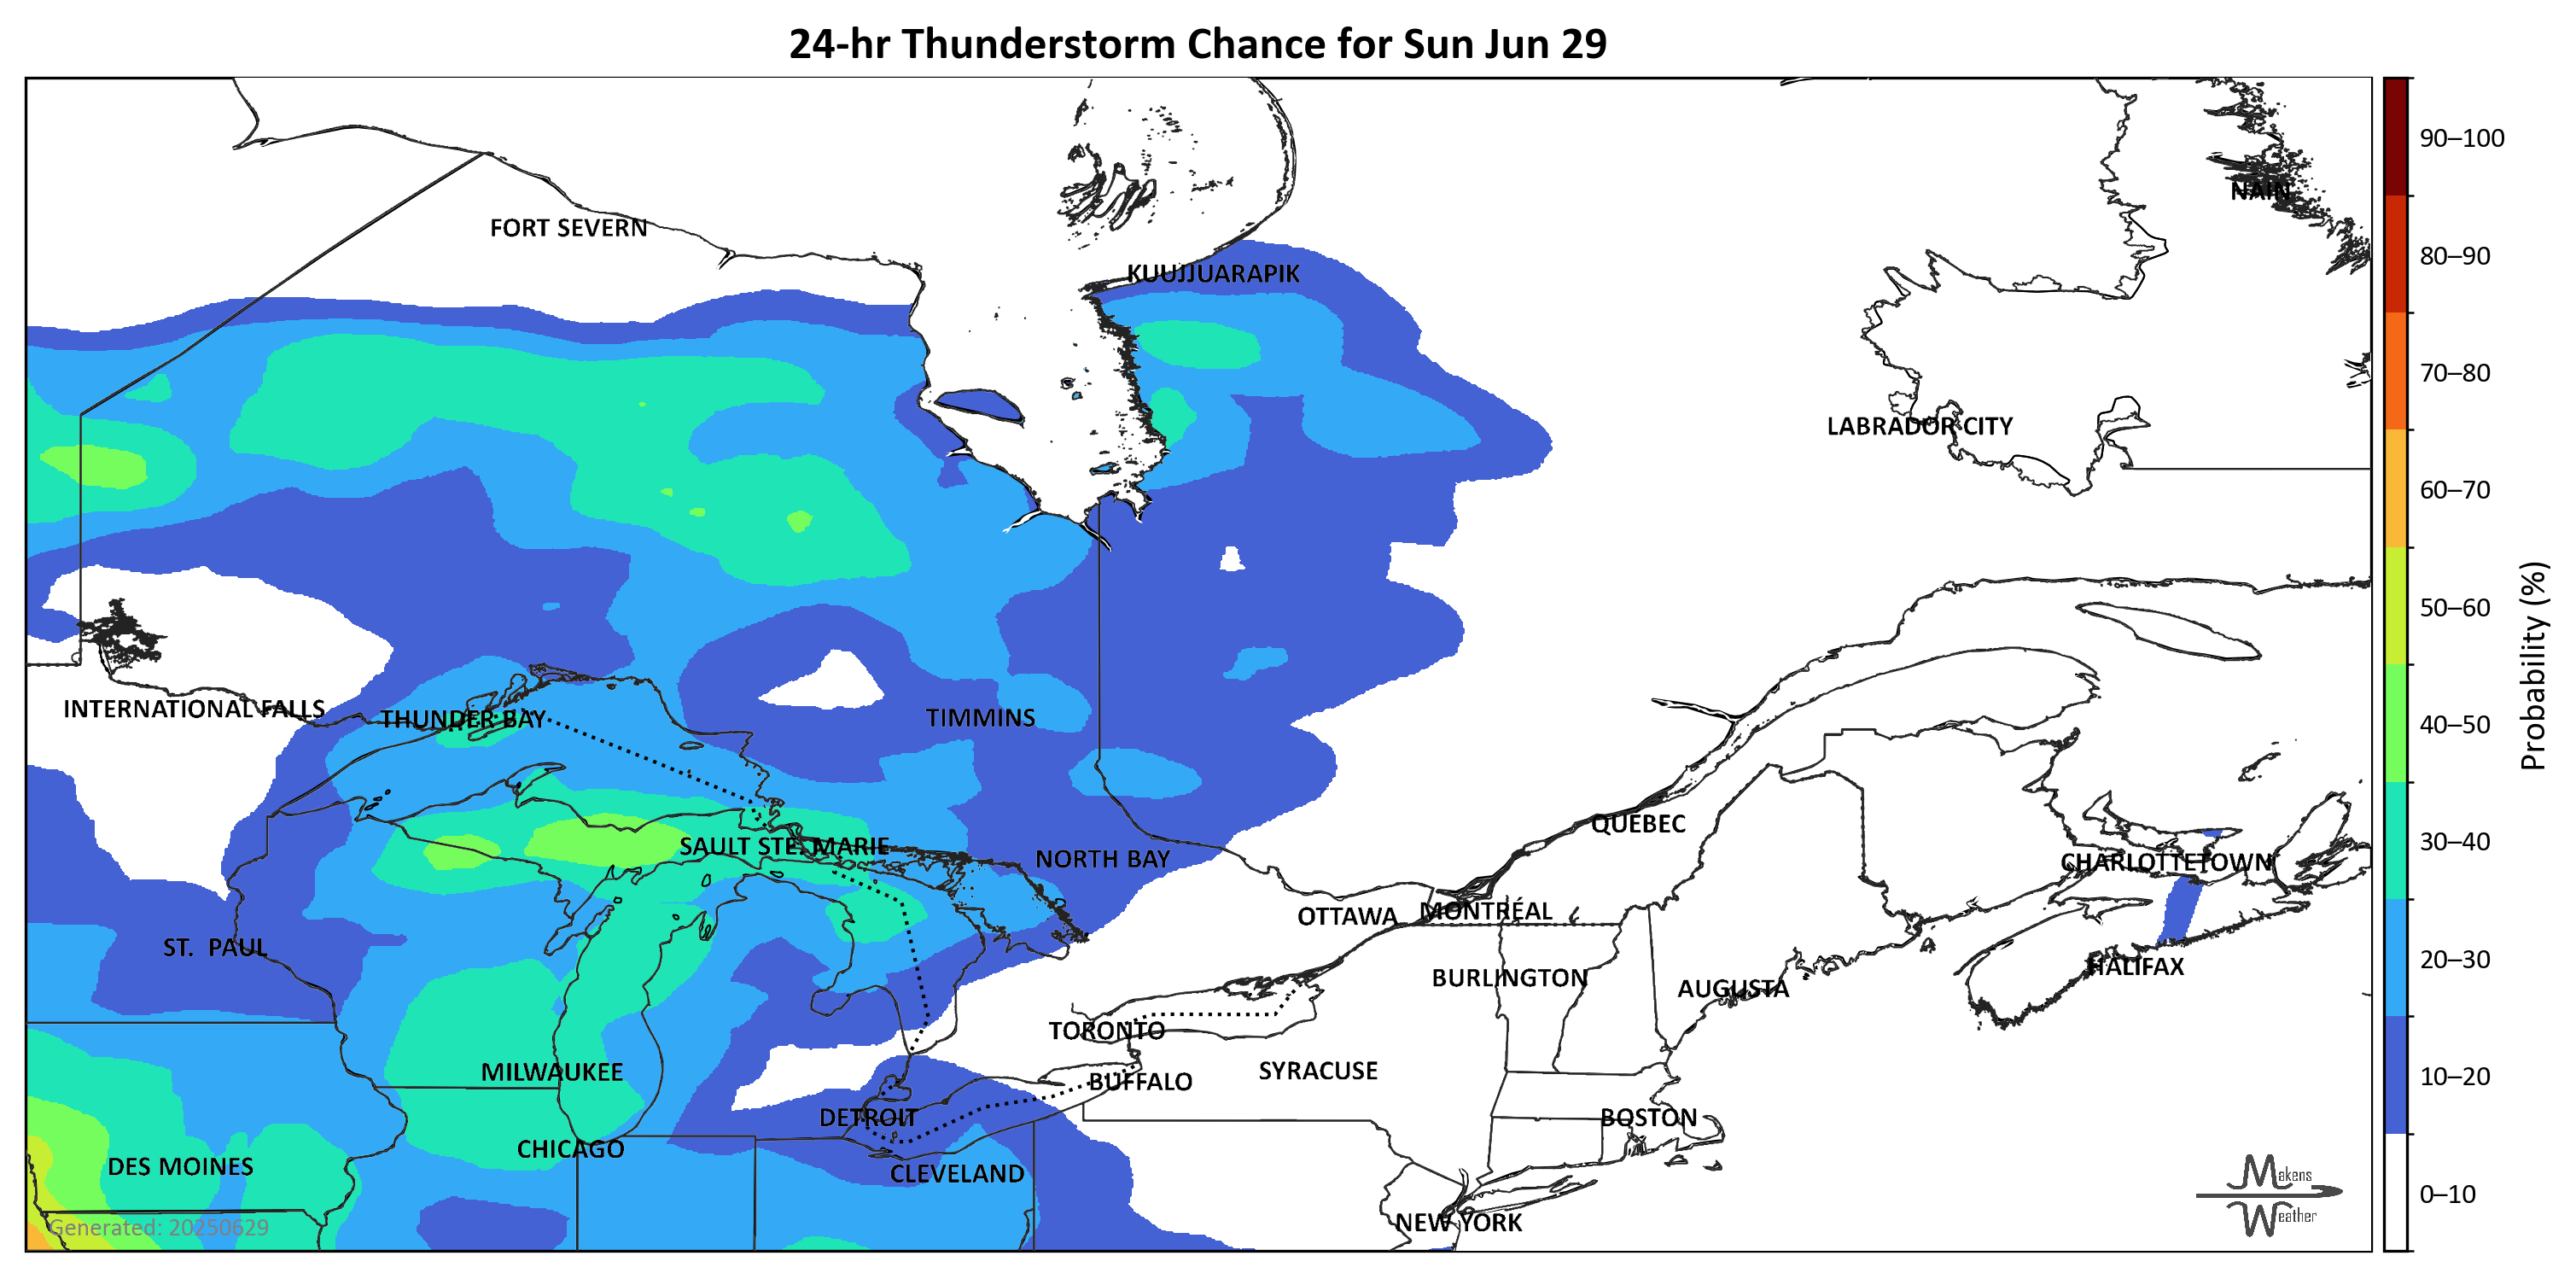 24-hr Thunderstorm Chance for Sun Jun 29
90–100
NAIN
FORT SEVERN
80–90
KUUJJUARAPIK
70–80
LABRADOR CITY
60–70
50–60
INTERNATIONAL FALLS
THUNDER BAY
TIMMINS
40–50
Probability (%)
QUEBEC
SAULT STE. MARIE
NORTH BAY
CHARLOTTETOWN
30–40
OTTAWA
MONTRÉAL
ST. PAUL
HALIFAX
20–30
BURLINGTON
AUGUSTA
TORONTO
MILWAUKEE
SYRACUSE
BUFFALO
10–20
DETROIT
BOSTON
CHICAGO
DES MOINES
CLEVELAND
Makens
Weather
0–10
Generated: 20250629
NEW YORK